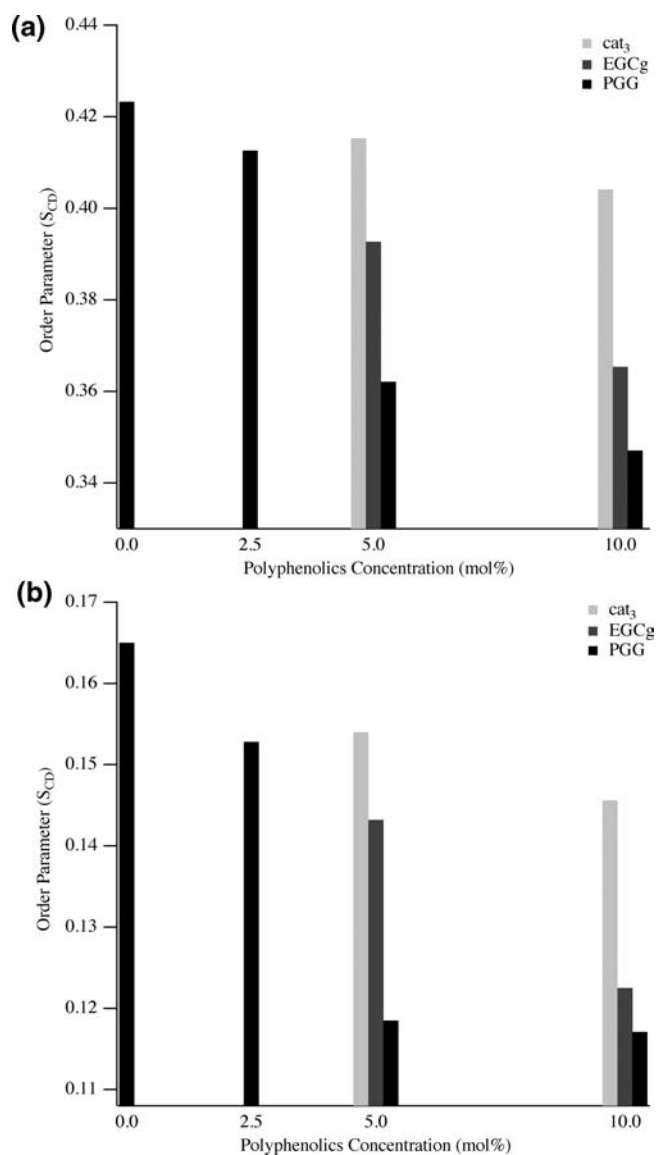 (a)
0.44
0.42
0.40
0.38
0.36
0.34
Order Parameter (S_CD)
cat₃
EGCg
PGG
0.0 2.5 5.0 10.0
Polyphenolics Concentration (mol%)
(b)
0.17
0.16
0.15
0.14
0.13
0.12
0.11
Order Parameter (S_CD)
cat₃
EGCg
PGG
0.0 2.5 5.0 10.0
Polyphenolics Concentration (mol%)